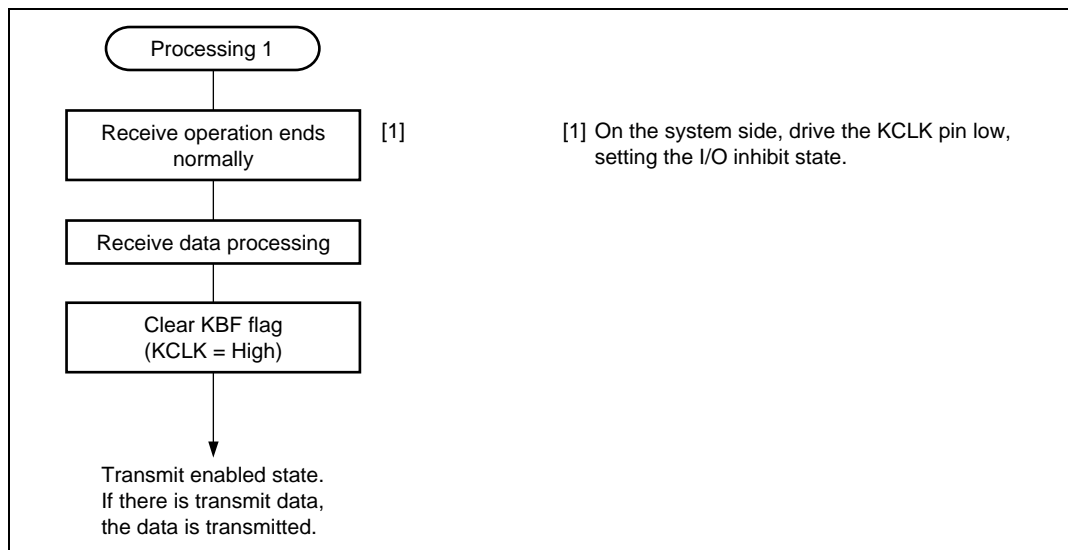 Processing 1
Receive operation ends
normally
[1]
[1] On the system side, drive the KCLK pin low,
setting the I/O inhibit state.
Receive data processing
Clear KBF flag
(KCLK = High)
Transmit enabled state.
If there is transmit data,
the data is transmitted.